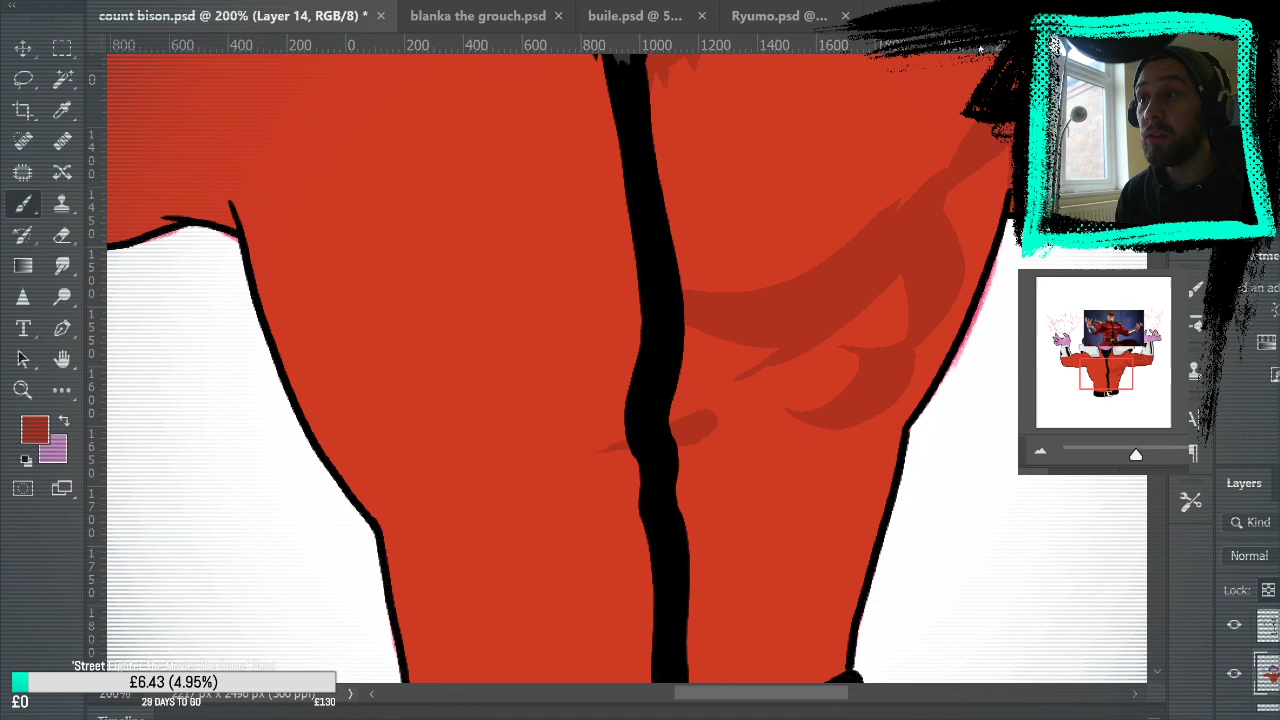 count bison.psd @ 200% (Layer 14, RGB/8) *
blanka the grouch.psd
buile.psd @ 5...
Ryumo.psd @...
800 600 400 200 0 200 400 600 800 1000 1200 1400 1600
Layers
Kind
Normal
Lock:
£6.43 (4.95%)
£0
29 DAYS TO GO
£130
Timeline